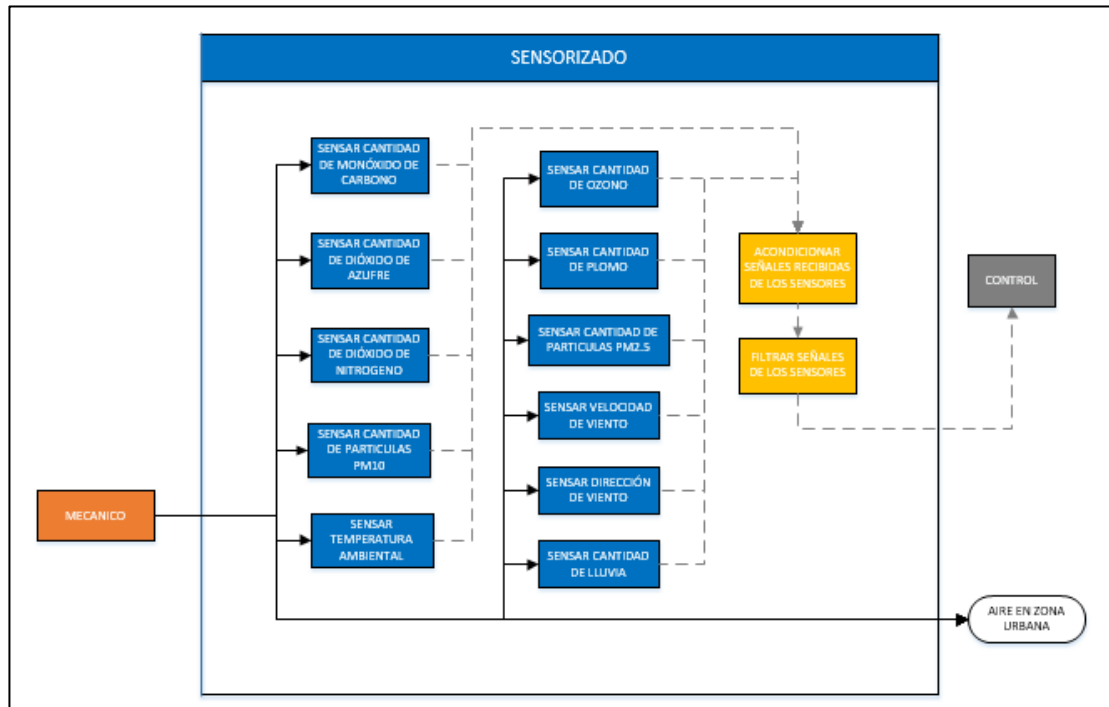 SENSORIZADO
SENSAR CANTIDAD
DE MONÓXIDO DE
CARBONO
SENSAR CANTIDAD
DE DIÓXIDO DE
AZUFRE
SENSAR CANTIDAD
DE DIÓXIDO DE
NITROGENO
SENSAR CANTIDAD
DE PARTICULAS
PM10
SENSAR
TEMPERATURA
AMBIENTAL
SENSAR CANTIDAD
DE OZONO
SENSAR CANTIDAD
DE PLOMO
SENSAR CANTIDAD DE
PARTICULAS PM2.5
SENSAR VELOCIDAD
DE VIENTO
SENSAR DIRECCIÓN
DE VIENTO
SENSAR CANTIDAD
DE LLUVIA
ACONDICIONAR
SEÑALES RECIBIDAS
DE LOS SENSORES
FILTRAR SEÑALES
DE LOS SENSORES
CONTROL
MECANICO
AIRE EN ZONA
URBANA